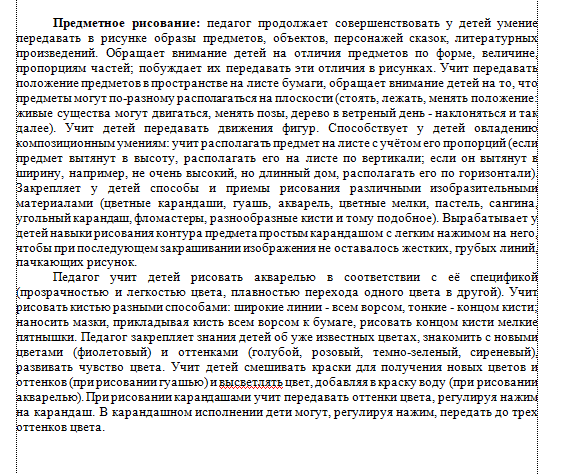 Предметное рисование: педагог продолжает совершенствовать у детей умение
передавать в рисунке образы предметов, объектов, персонажей сказок, литературных
произведений. Обращает внимание детей на отличия предметов по форме, величине,
пропорциям частей; побуждает их передавать эти отличия в рисунках. Учит передавать
положение предметов в пространстве на листе бумаги, обращает внимание детей на то, что
предметы могут по-разному располагаться на плоскости (стоять, лежать, менять положение:
живые существа могут двигаться, менять позы, дерево в ветреный день - наклоняться и так
далее). Учит детей передавать движения фигур. Способствует у детей овладению
композиционным умениям: учит располагать предмет на листе с учётом его пропорций (если
предмет вытянут в высоту, располагать его на листе по вертикали; если он вытянут в
ширину, например, не очень высокий, но длинный дом, располагать его по горизонтали).
Закрепляет у детей способы и приемы рисования различными изобразительными
материалами (цветные карандаши, гуашь, акварель, цветные мелки, пастель, сангина,
угольный карандаш, фломастеры, разнообразные кисти и тому подобное). Вырабатывает у
детей навыки рисования контура предмета простым карандашом с легким нажимом на него,
чтобы при последующем закрашивании изображения не оставалось жестких, грубых линий,
пачкающих рисунок.
Педагог учит детей рисовать акварелью в соответствии с её спецификой
(прозрачностью и легкостью цвета, плавностью перехода одного цвета в другой). Учит
рисовать кистью разными способами: широкие линии - всем ворсом, тонкие - концом кисти;
наносить мазки, прикладывая кисть всем ворсом к бумаге, рисовать концом кисти мелкие
пятнышки. Педагог закрепляет знания детей об уже известных цветах, знакомить с новыми
цветами (фиолетовый) и оттенками (голубой, розовый, темно-зеленый, сиреневый),
развивать чувство цвета. Учит детей смешивать краски для получения новых цветов и
оттенков (при рисовании гуашью) и высветлять цвет, добавляя в краску воду (при рисовании
акварелью). При рисовании карандашами учит передавать оттенки цвета, регулируя нажим
на карандаш. В карандашном исполнении дети могут, регулируя нажим, передать до трех
оттенков цвета.